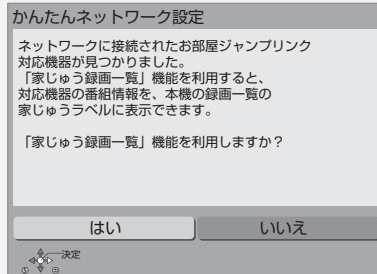 かんたんネットワーク設定
ネットワークに接続されたお部屋ジャンプリンク
対応機器が見つかりました。
「家じゅう録画一覧」機能を利用すると、
対応機器の番組情報を、本機の録画一覧の
家じゅうラベルに表示できます。
「家じゅう録画一覧」機能を利用しますか？
はい いいえ
決定